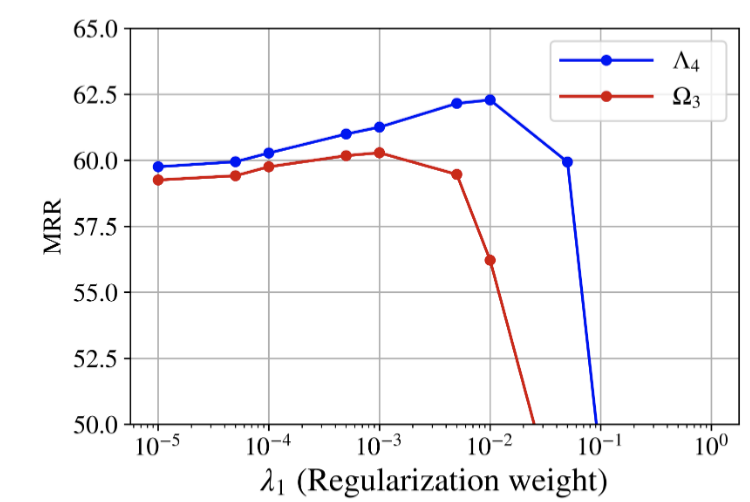 65.0
62.5
60.0
57.5
55.0
52.5
50.0
MRR
Λ₄
Ω₃
10⁻⁵ 10⁻⁴ 10⁻³ 10⁻² 10⁻¹ 10⁰
λ₁ (Regularization weight)